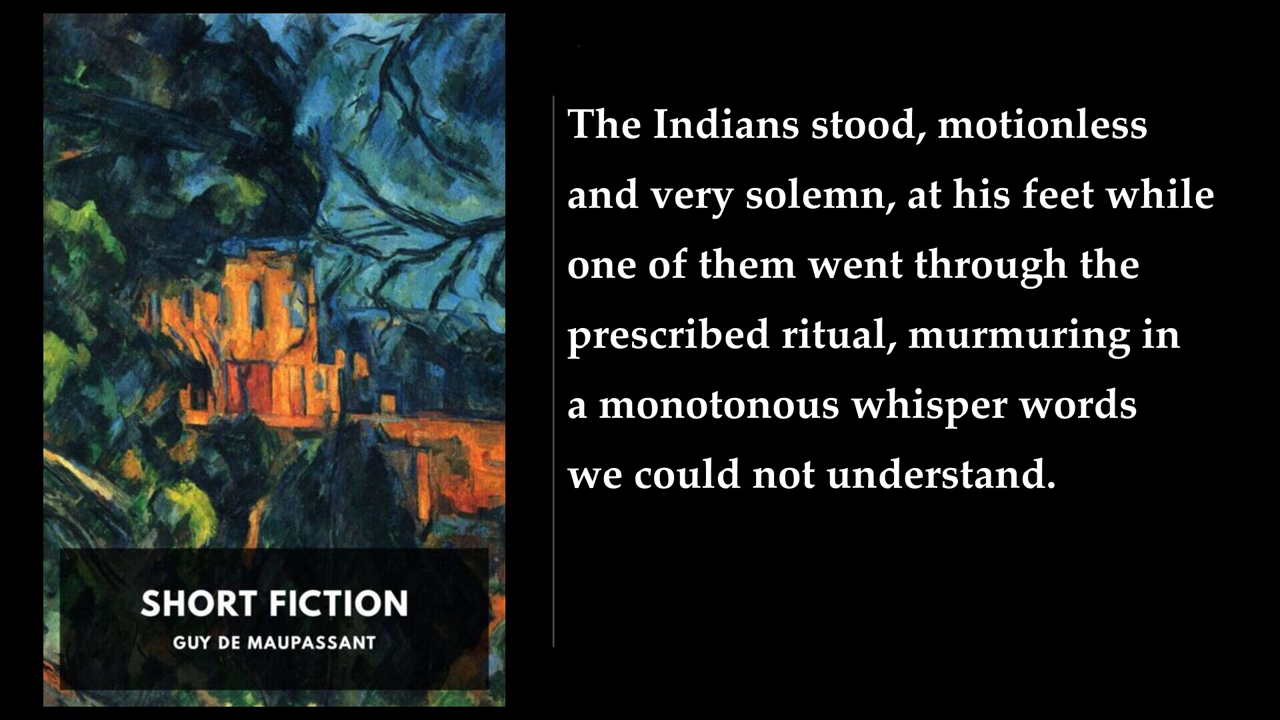 The Indians stood, motionless
and very solemn, at his feet while
one of them went through the
prescribed ritual, murmuring in
a monotonous whisper words
we could not understand.
SHORT FICTION
GUY DE MAUPASSANT